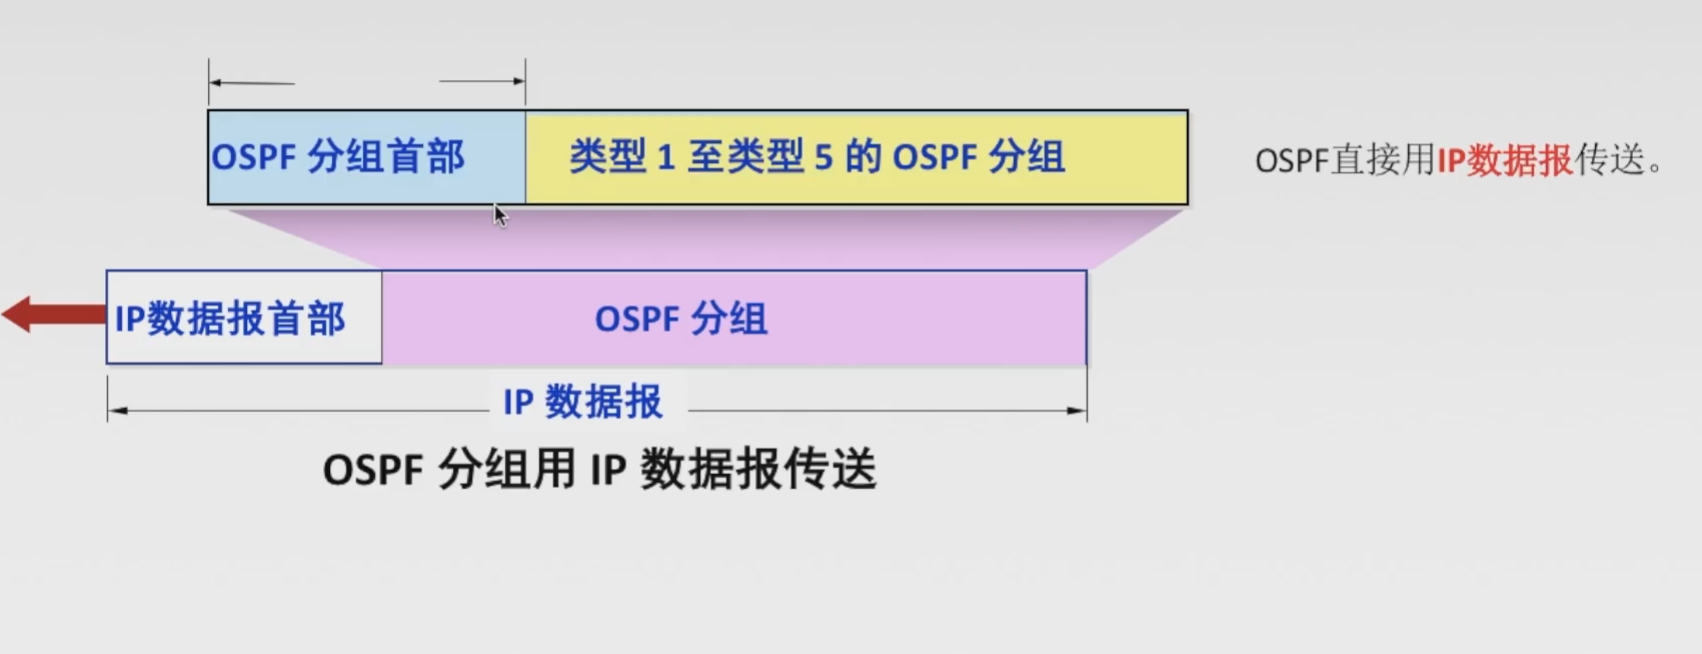 OSPF 分组首部
类型 1 至类型 5 的 OSPF 分组
OSPF直接用IP数据报传送。
IP数据报首部
OSPF 分组
IP 数据报
OSPF 分组用 IP 数据报传送